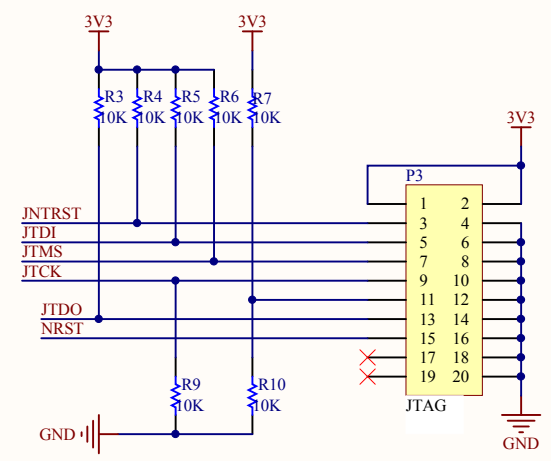 3V3 3V3
R3 R4 R5 R6 R7
10K 10K 10K 10K 10K
3V3
P3
1 2
JNTRST 3 4
JTDI 5 6
JTMS 7 8
JTCK 9 10
11 12
JTDO 13 14
NRST 15 16
17 18
19 20
R9 R10
10K 10K
JTAG
GND
GND